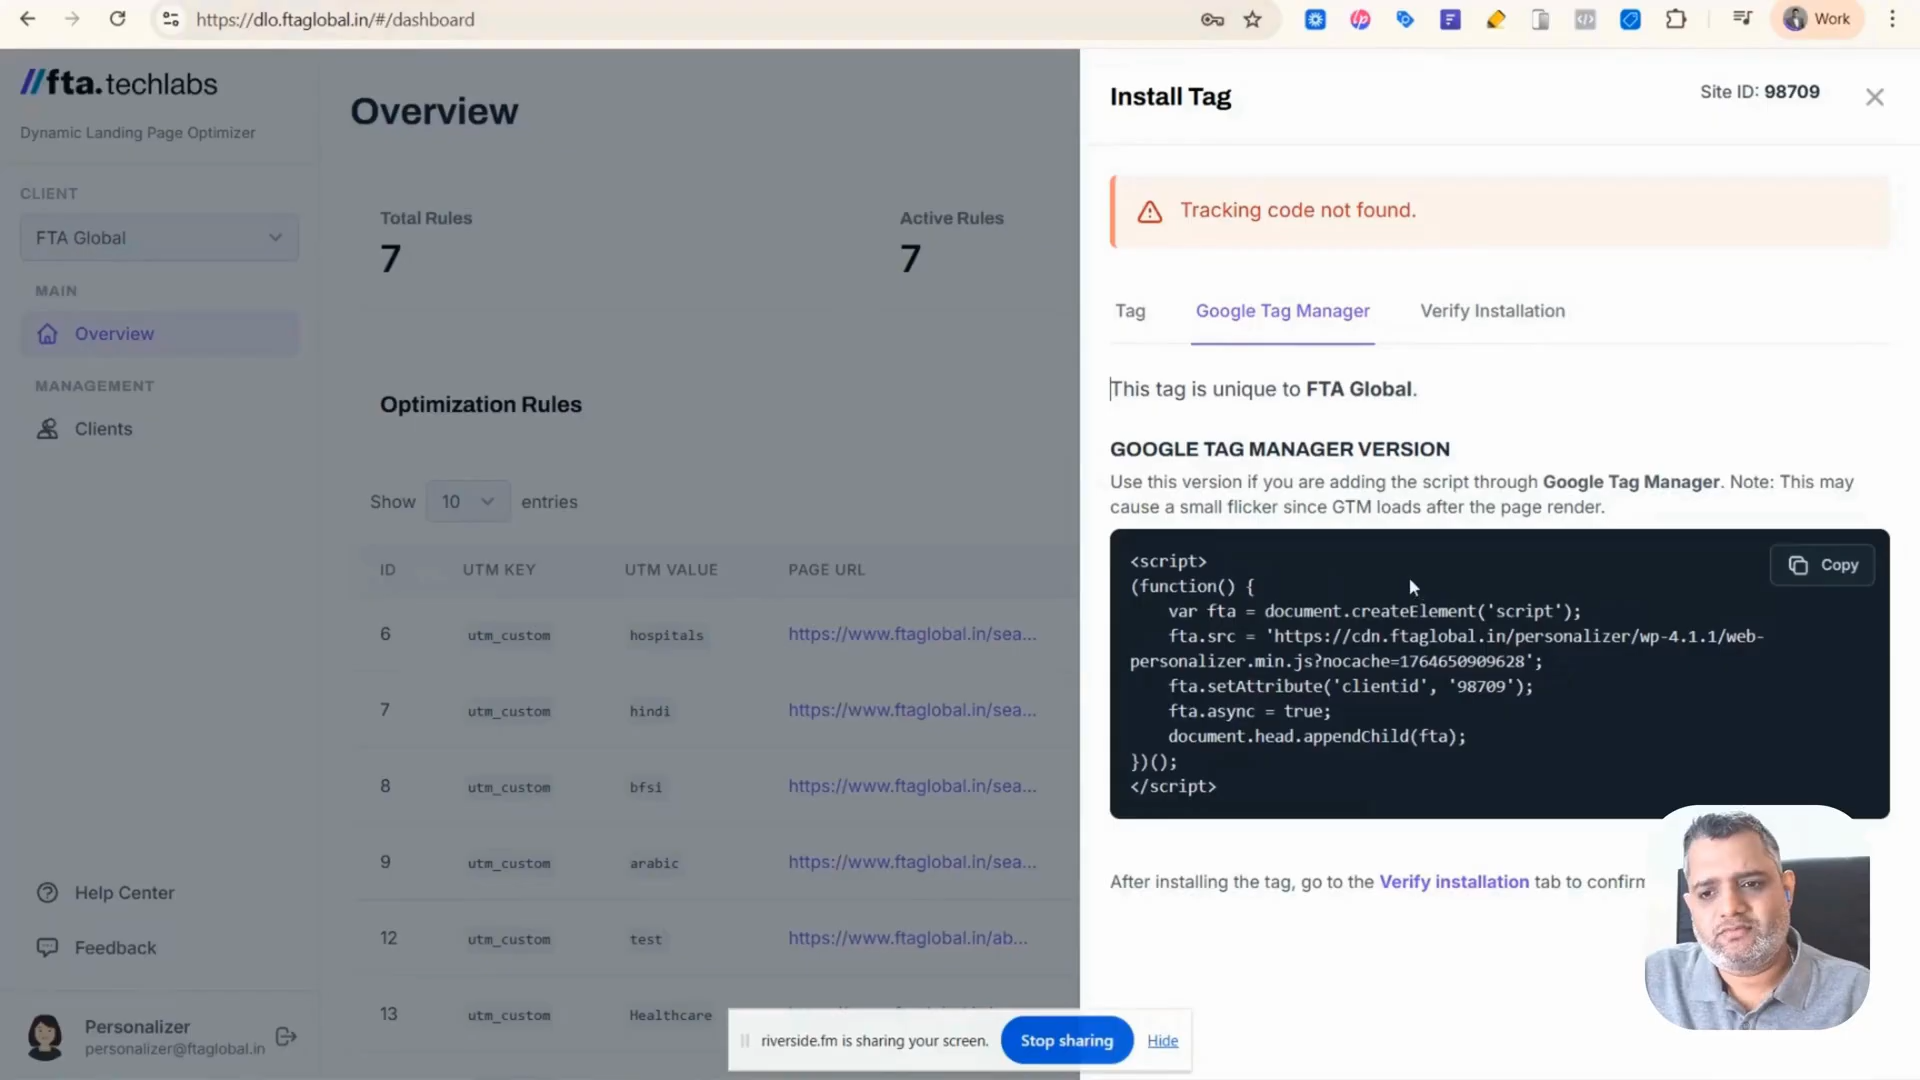 https://dlo.ftaglobal.in/#/dashboard
Work
//fta.techlabs
Dynamic Landing Page Optimizer
CLIENT
FTA Global
MAIN
Overview
MANAGEMENT
Clients
Help Center
Feedback
Personalizer
personalizer@ftaglobal.in
Overview
Total Rules
7
Active Rules
7
Optimization Rules
Show 10 entries
ID UTM KEY UTM VALUE PAGE URL
6 utm_custom hospitals https://www.ftaglobal.in/sea...
7 utm_custom hindi https://www.ftaglobal.in/sea...
8 utm_custom bfsi https://www.ftaglobal.in/sea...
9 utm_custom arabic https://www.ftaglobal.in/sea...
12 utm_custom test https://www.ftaglobal.in/ab...
13 utm_custom Healthcare
Install Tag
Site ID: 98709
Tracking code not found.
Tag Google Tag Manager Verify Installation
This tag is unique to FTA Global.
GOOGLE TAG MANAGER VERSION
Use this version if you are adding the script through Google Tag Manager. Note: This may
cause a small flicker since GTM loads after the page render.
Copy
<script>
(function() {
var fta = document.createElement('script');
fta.src = 'https://cdn.ftaglobal.in/personalizer/wp-4.1.1/web-
personalizer.min.js?nocache=1764650909628';
fta.setAttribute('clientid', '98709');
fta.async = true;
document.head.appendChild(fta);
})();
</script>
After installing the tag, go to the Verify installation tab to confirm
riverside.fm is sharing your screen.
Stop sharing
Hide